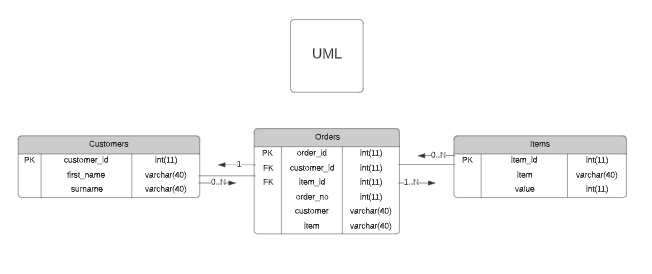 UML
Customers
PK customer_id int(11)
first_name varchar(40)
surname varchar(40)
1
0..N
Orders
PK order_id int(11)
FK customer_id int(11)
FK item_id int(11)
order_no int(11)
customer varchar(40)
item varchar(40)
0..N
1..N
Items
PK item_id int(11)
item varchar(40)
value int(11)